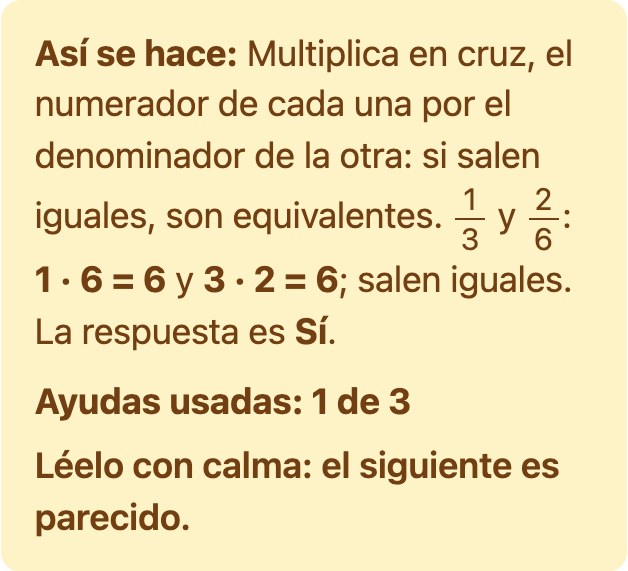 Así se hace: Multiplica en cruz, el
numerador de cada una por el
denominador de la otra: si salen
iguales, son equivalentes. 1/3 y 2/6:
1 · 6 = 6 y 3 · 2 = 6; salen iguales.
La respuesta es Sí.
Ayudas usadas: 1 de 3
Léelo con calma: el siguiente es
parecido.